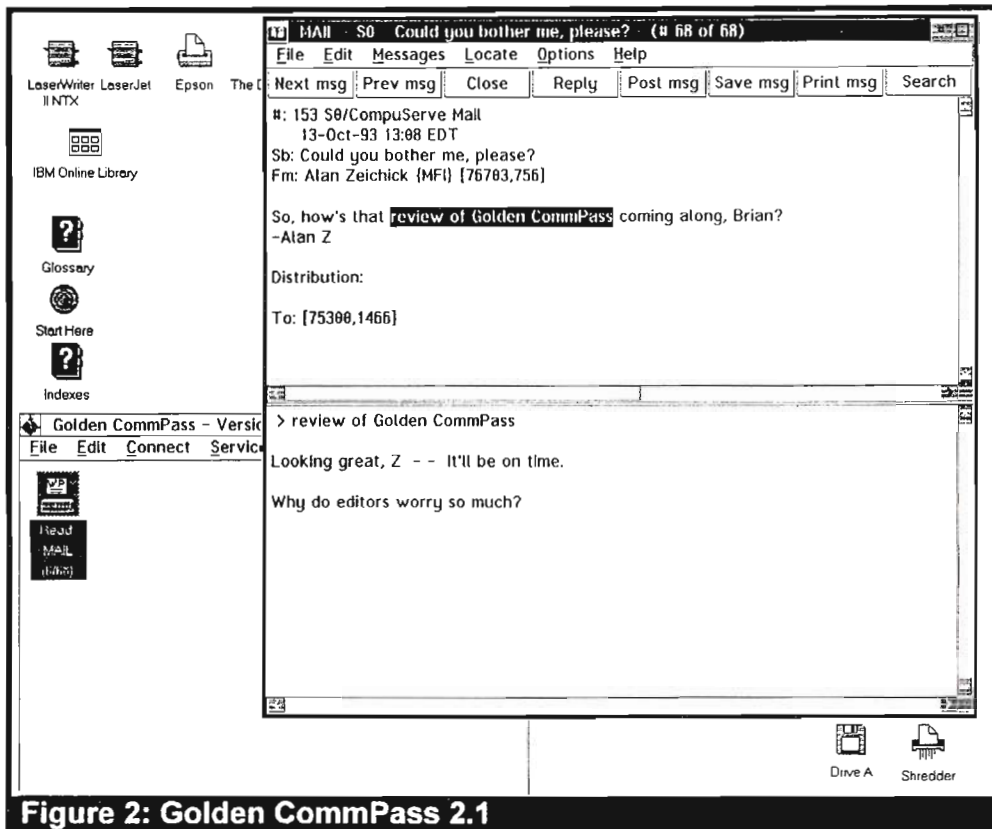 MAIL - S0 Could you bother me, please? - (# 68 of 68)
File Edit Messages Locate Options Help
Next msg Prev msg Close Reply Post msg Save msg Print msg Search
#: 153 S0/CompuServe Mail
13-Oct-93 13:08 EDT
Sb: Could you bother me, please?
Fm: Alan Zeichick {MFI} [76703,756]
So, how's that review of Golden CommPass coming along, Brian?
-Alan Z
Distribution:
To: [75300,1466]
> review of Golden CommPass
Looking great, Z -- It'll be on time.
Why do editors worry so much?
LaserWriter II NTX
LaserJet
Epson
The
IBM Online Library
Glossary
Start Here
Indexes
Golden CommPass - Versic
File Edit Connect Servic
Read
MAIL
Drive A
Shredder
Figure 2: Golden CommPass 2.1